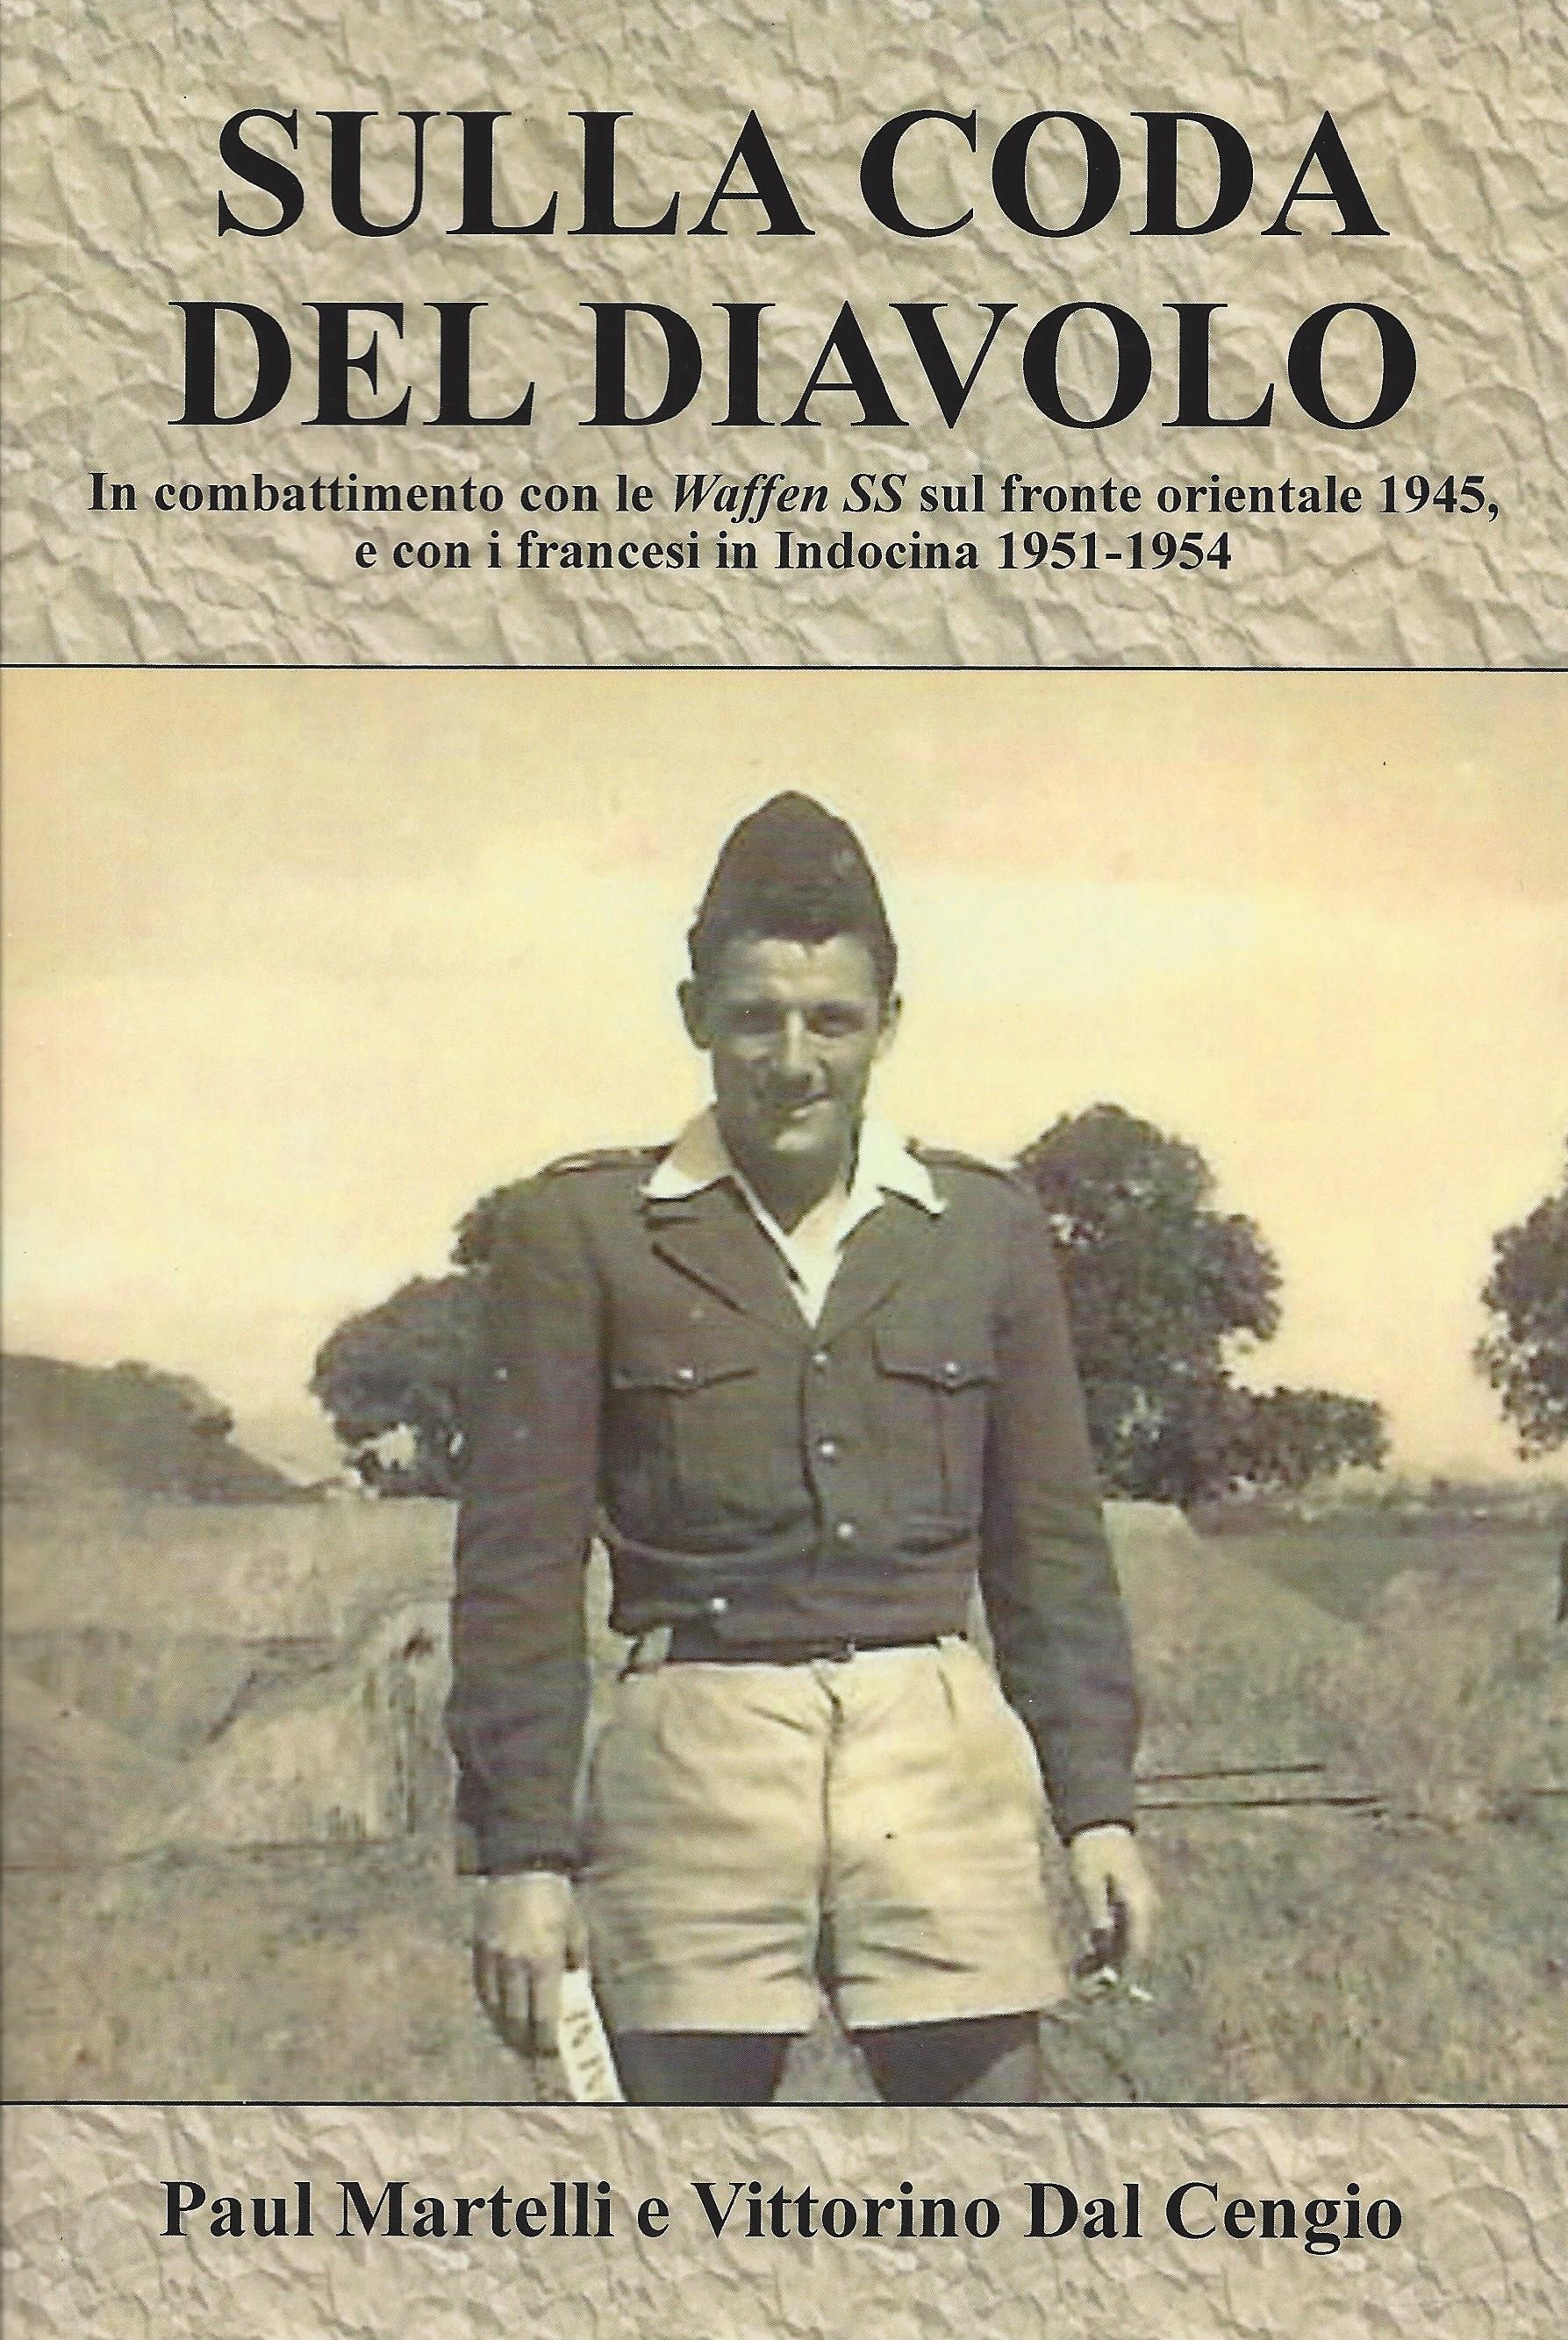 SULLA CODA
DEL DIAVOLO
In combattimento con le Waffen SS sul fronte orientale 1945,
e con i francesi in Indocina 1951-1954
Paul Martelli e Vittorino Dal Cengio